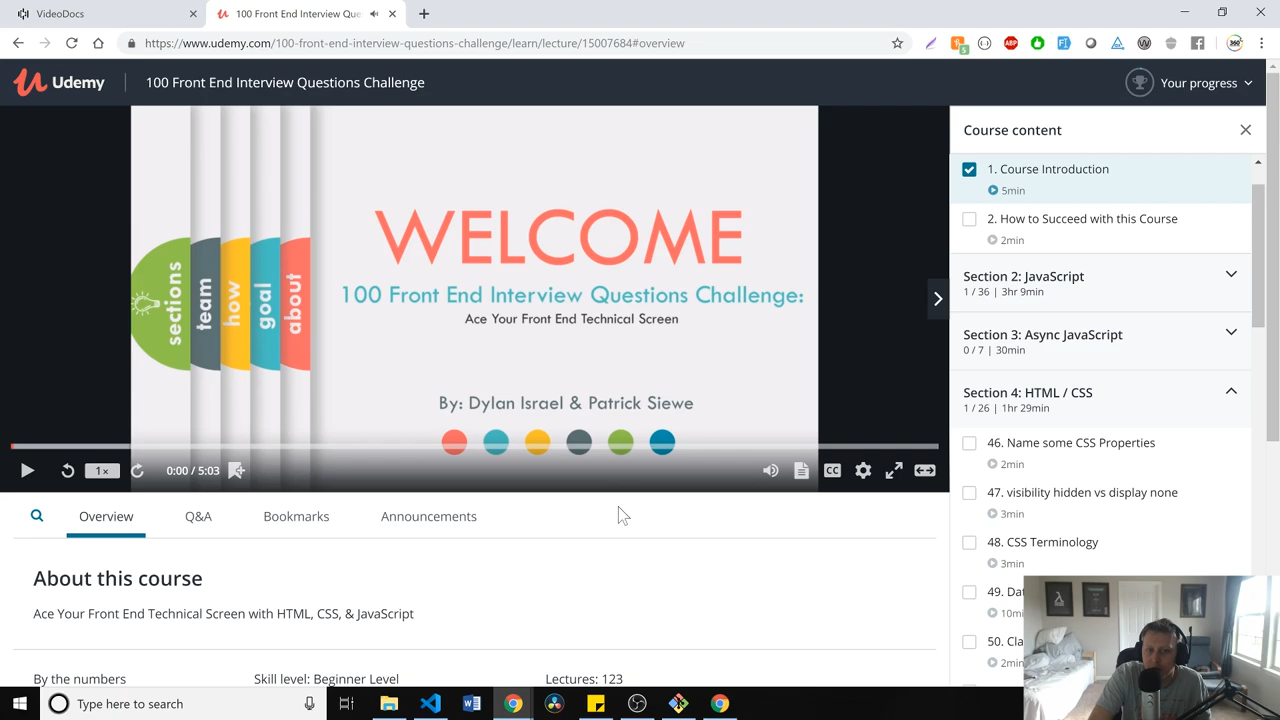 VideoDocs
100 Front End Interview Que
https://www.udemy.com/100-front-end-interview-questions-challenge/learn/lecture/15007684#overview
5
ABP
Udemy
100 Front End Interview Questions Challenge
Your progress
sections
team
how
goal
about
WELCOME
100 Front End Interview Questions Challenge:
Ace Your Front End Technical Screen
By: Dylan Israel & Patrick Siewe
1×
0:00 / 5:03
CC
Course content
1. Course Introduction
5min
2. How to Succeed with this Course
2min
Section 2: JavaScript
1 / 36 | 3hr 9min
Section 3: Async JavaScript
0 / 7 | 30min
Section 4: HTML / CSS
1 / 26 | 1hr 29min
46. Name some CSS Properties
2min
47. visibility hidden vs display none
3min
48. CSS Terminology
3min
49. Dat
10mi
50. Cla
2min
Overview
Q&A
Bookmarks
Announcements
About this course
Ace Your Front End Technical Screen with HTML, CSS, & JavaScript
By the numbers
Skill level: Beginner Level
Lectures: 123
Type here to search